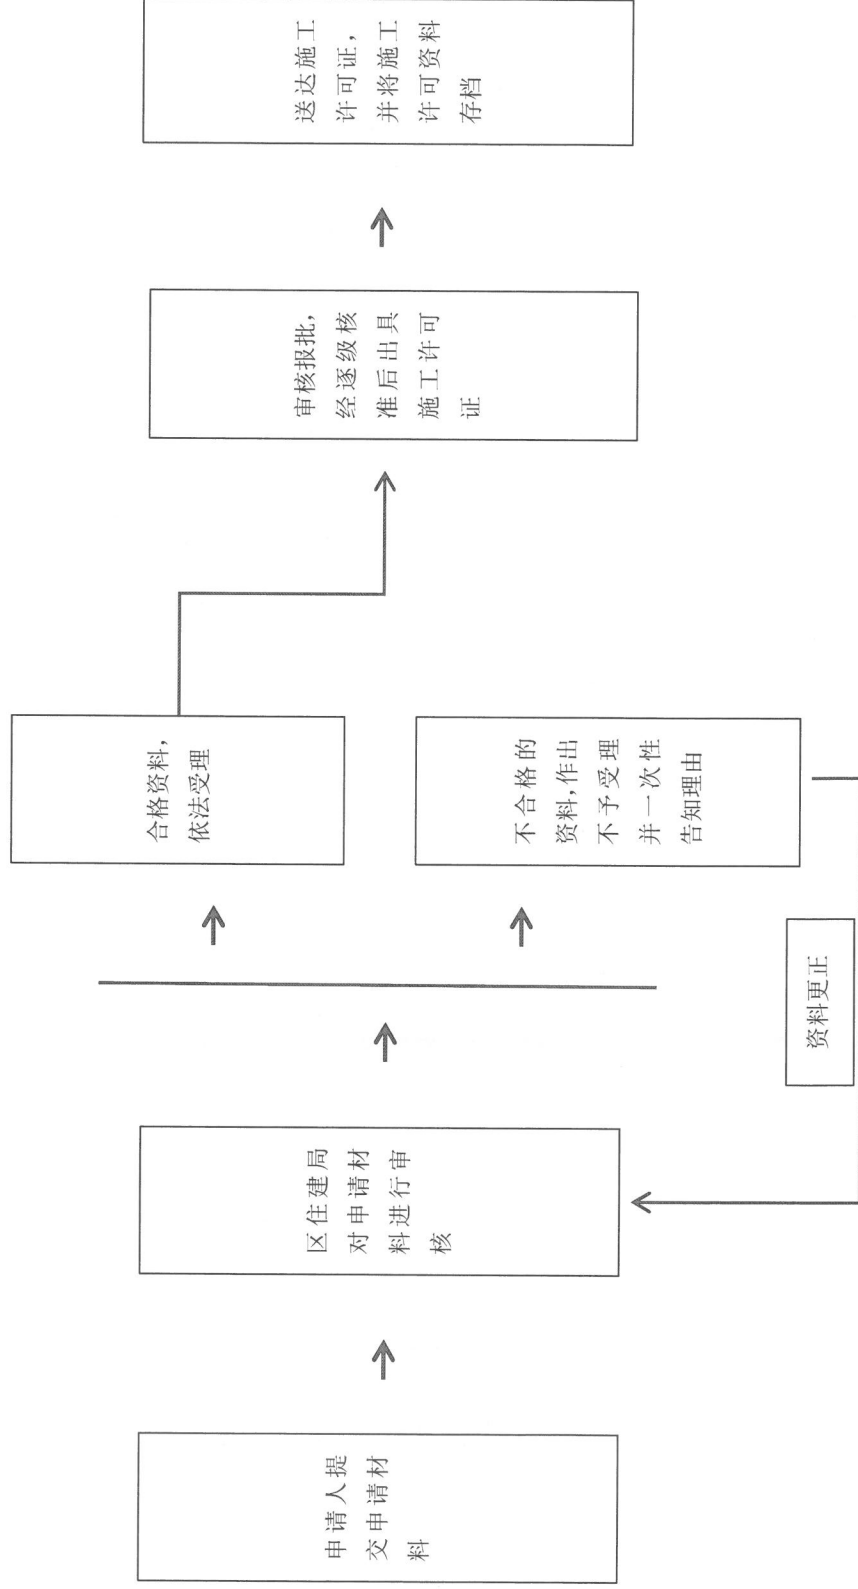 申请人提
交申请材
料
区住建局
对申请材
料进行审
核
合格资料，
依法受理
不合格的
资料，作出
不予受理
并一次性
告知理由
资料更正
审核报批，
经逐级核
准后出具
施工许可
证
送达施工
许可证，
并将施工
许可资料
存档